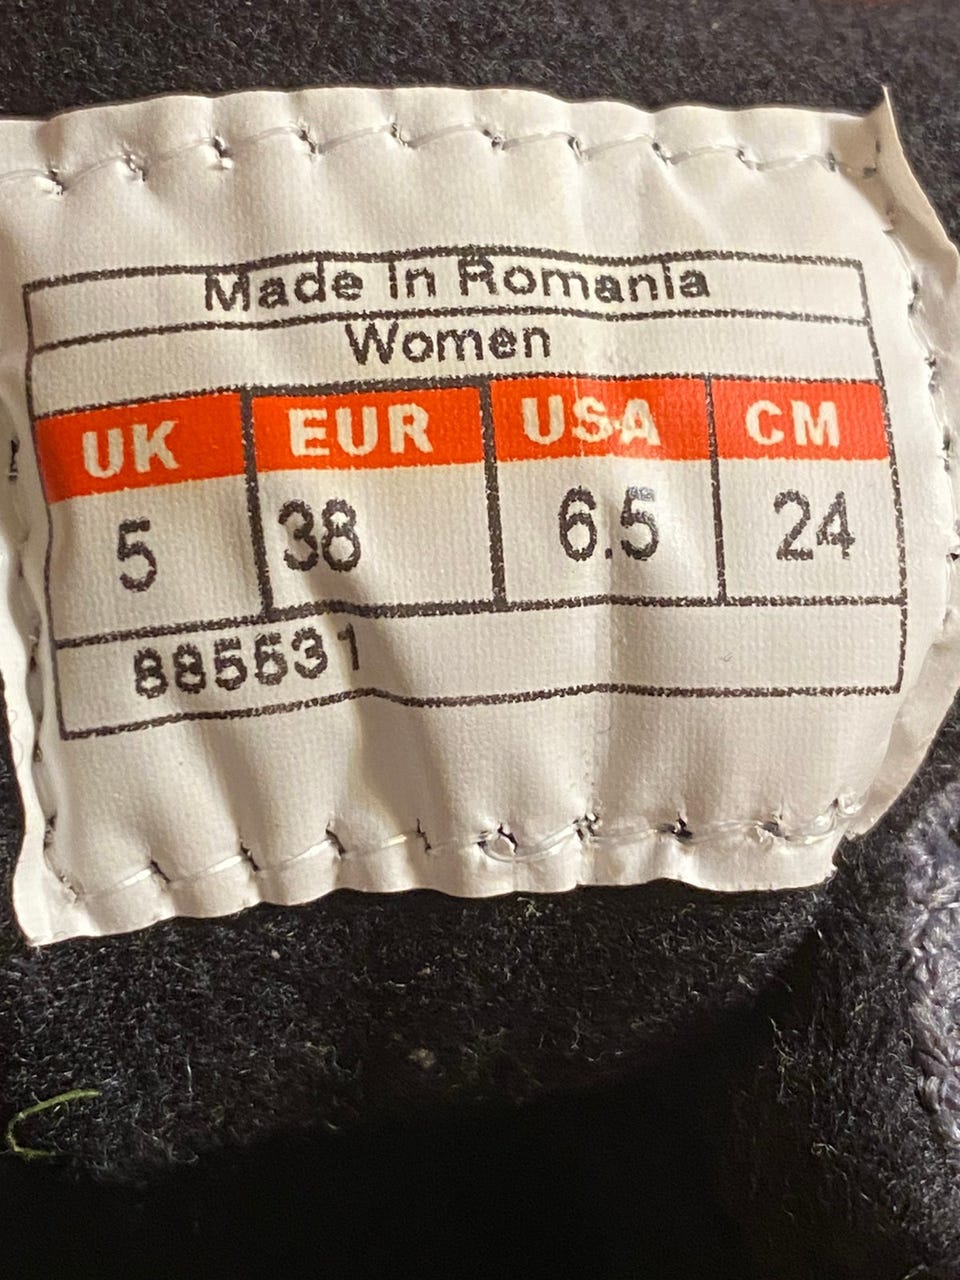 Made in Romania
Women
UK EUR USA CM
5 38 6.5 24
885531